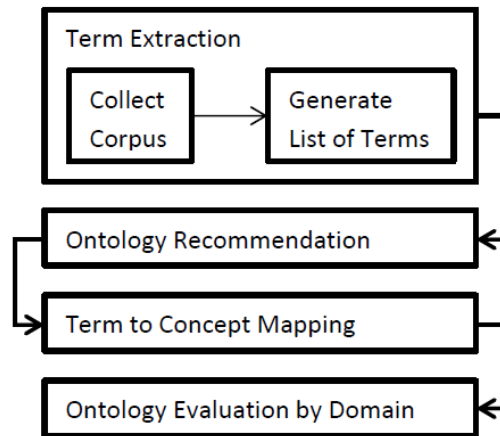 Term Extraction
Collect
Corpus
Generate
List of Terms
Ontology Recommendation
Term to Concept Mapping
Ontology Evaluation by Domain